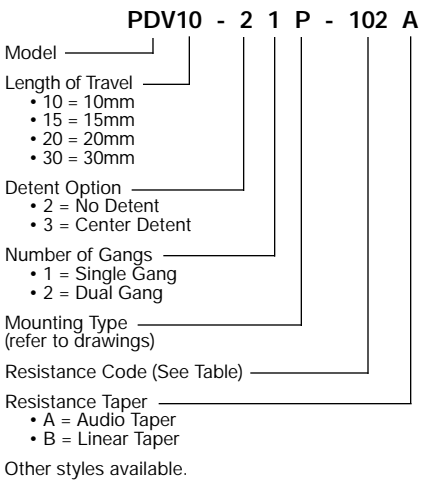 PDV10 - 2 1 P - 102 A
Model
Length of Travel
• 10 = 10mm
• 15 = 15mm
• 20 = 20mm
• 30 = 30mm
Detent Option
• 2 = No Detent
• 3 = Center Detent
Number of Gangs
• 1 = Single Gang
• 2 = Dual Gang
Mounting Type
(refer to drawings)
Resistance Code (See Table)
Resistance Taper
• A = Audio Taper
• B = Linear Taper
Other styles available.